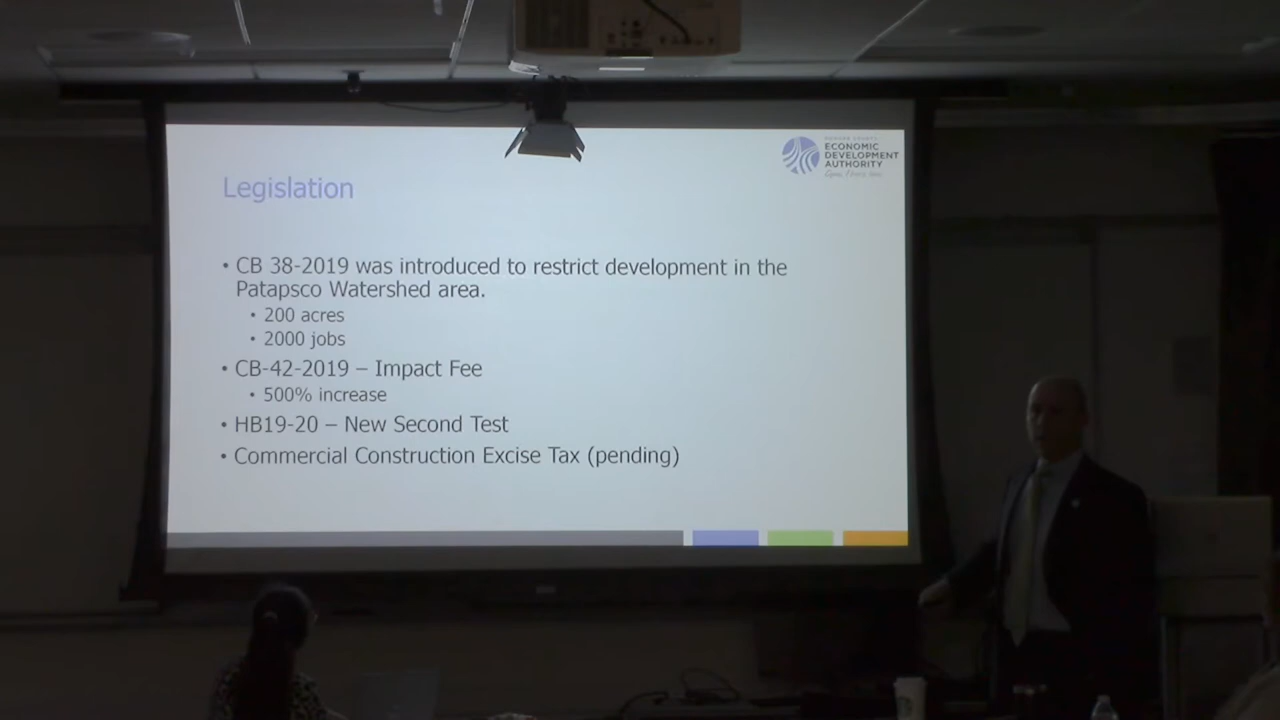 HOWARD COUNTY
ECONOMIC
DEVELOPMENT
AUTHORITY
Legislation
• CB 38-2019 was introduced to restrict development in the
Patapsco Watershed area.
• 200 acres
• 2000 jobs
• CB-42-2019 – Impact Fee
• 500% increase
• HB19-20 – New Second Test
• Commercial Construction Excise Tax (pending)